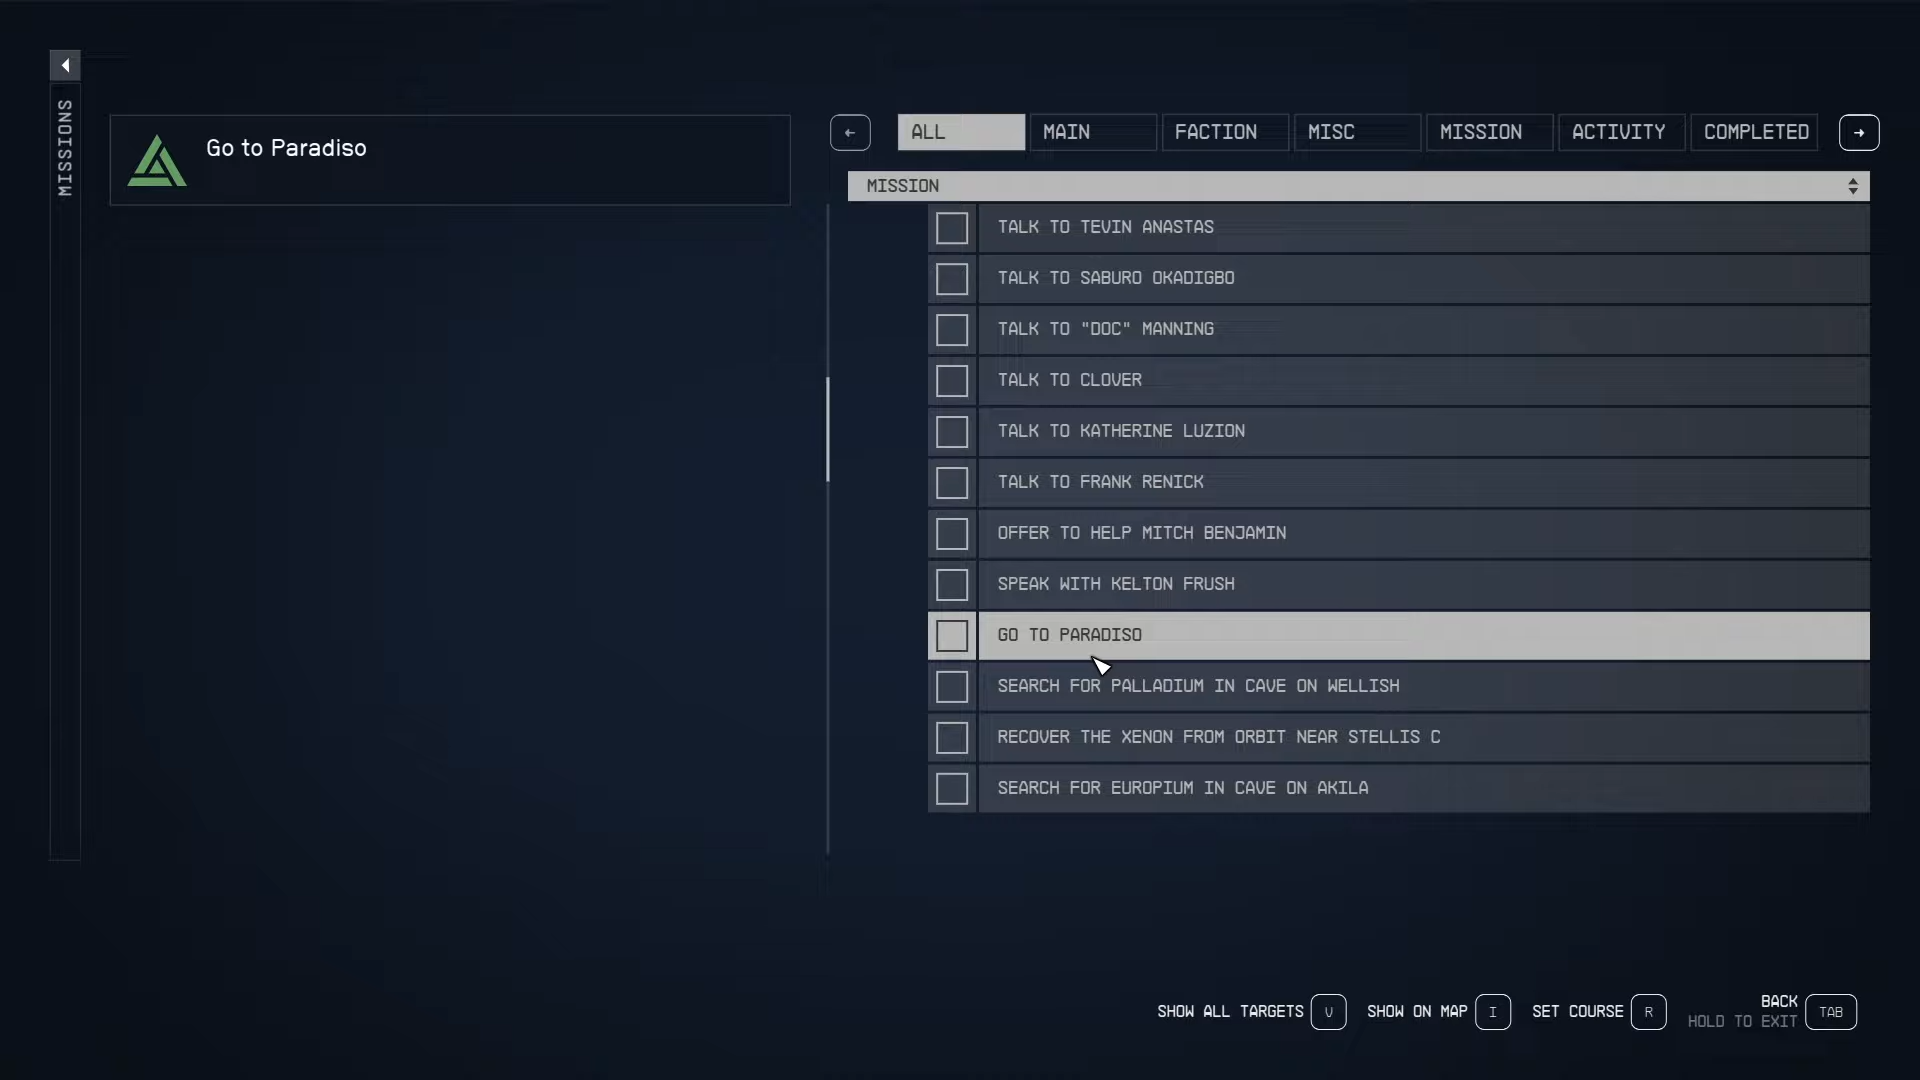 MISSIONS
Go to Paradiso
ALL MAIN FACTION MISC MISSION ACTIVITY COMPLETED
MISSION
TALK TO TEVIN ANASTAS
TALK TO SABURO OKADIGBO
TALK TO "DOC" MANNING
TALK TO CLOVER
TALK TO KATHERINE LUZION
TALK TO FRANK RENICK
OFFER TO HELP MITCH BENJAMIN
SPEAK WITH KELTON FRUSH
GO TO PARADISO
SEARCH FOR PALLADIUM IN CAVE ON WELLISH
RECOVER THE XENON FROM ORBIT NEAR STELLIS C
SEARCH FOR EUROPIUM IN CAVE ON AKILA
SHOW ALL TARGETS V SHOW ON MAP I SET COURSE R BACK TAB
HOLD TO EXIT